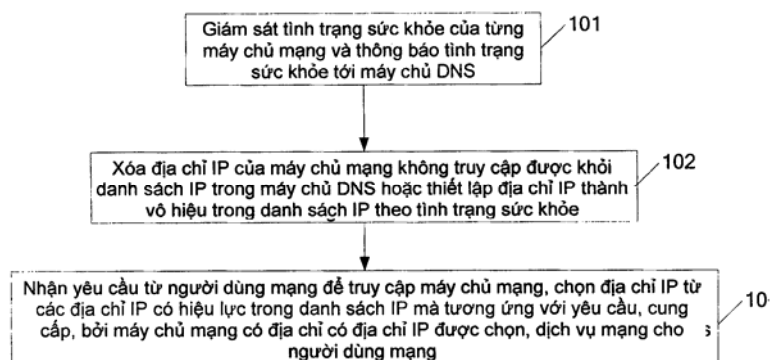 Giám sát tình trạng sức khỏe của từng
máy chủ mạng và thông báo tình trạng
sức khỏe tới máy chủ DNS
101
Xóa địa chỉ IP của máy chủ mạng không truy cập được khỏi
danh sách IP trong máy chủ DNS hoặc thiết lập địa chỉ IP thành
vô hiệu trong danh sách IP theo tình trạng sức khỏe
102
Nhận yêu cầu từ người dùng mạng để truy cập máy chủ mạng, chọn địa chỉ IP từ
các địa chỉ IP có hiệu lực trong danh sách IP mà tương ứng với yêu cầu, cung
cấp, bởi máy chủ mạng có địa chỉ có địa chỉ IP được chọn, dịch vụ mạng cho
người dùng mạng
10